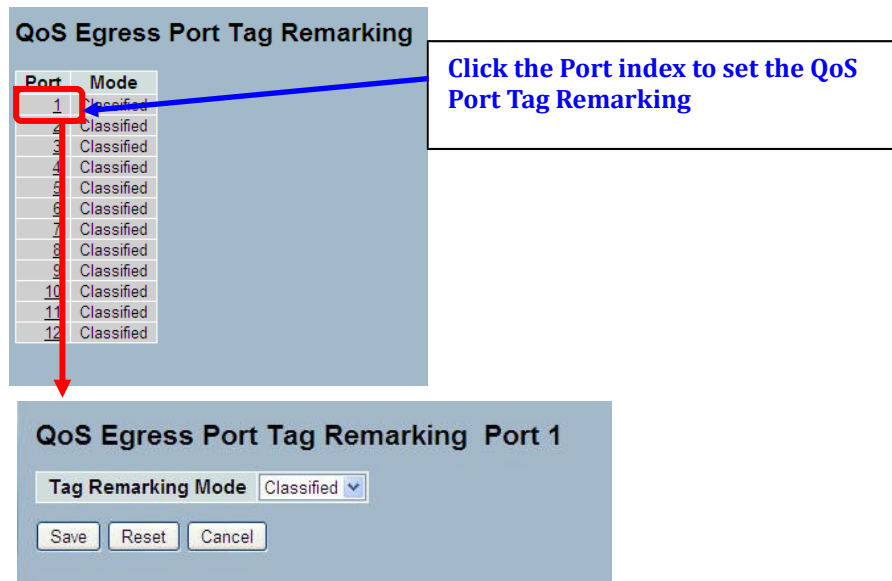 QoS Egress Port Tag Remarking
Click the Port index to set the QoS
Port Tag Remarking
Port Mode
1 Classified
2 Classified
3 Classified
4 Classified
5 Classified
6 Classified
7 Classified
8 Classified
9 Classified
10 Classified
11 Classified
12 Classified
QoS Egress Port Tag Remarking Port 1
Tag Remarking Mode Classified
Save Reset Cancel